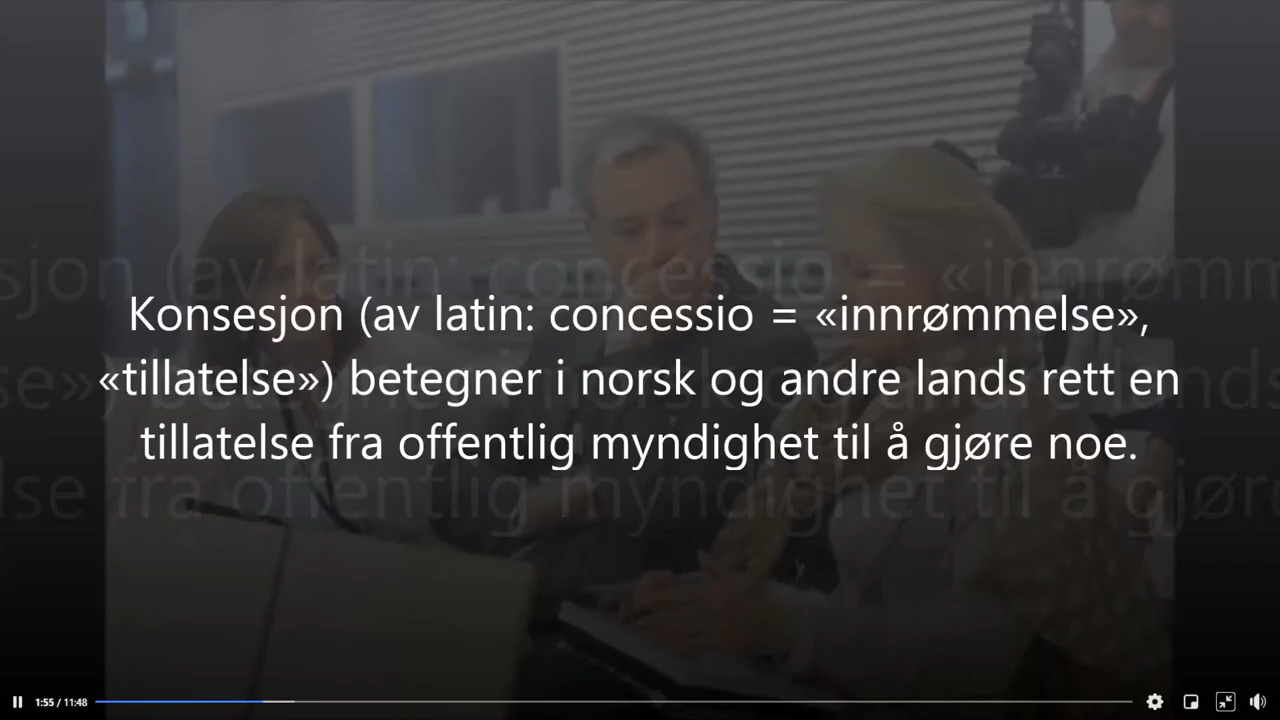 Konsesjon (av latin: concessio = «innrømmelse»,
«tillatelse») betegner i norsk og andre lands rett en
tillatelse fra offentlig myndighet til å gjøre noe.
1:55 / 11:48